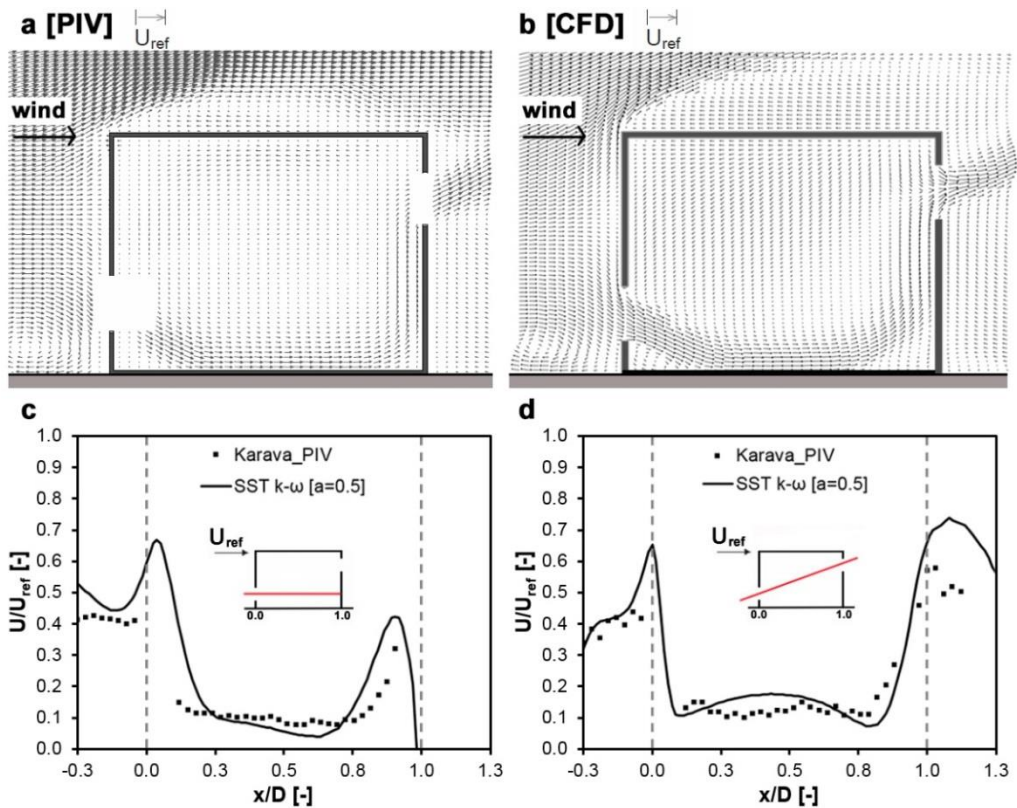 a [PIV]
U_ref
wind
b [CFD]
U_ref
wind
c
1.0
0.9
0.8
0.7
0.6
0.5
0.4
0.3
0.2
0.1
0.0
U/U_ref [-]
Karava_PIV
SST k-ω [a=0.5]
U_ref
0.0 1.0
-0.3 0.0 0.3 0.5 0.8 1.0 1.3
x/D [-]
d
1.0
0.9
0.8
0.7
0.6
0.5
0.4
0.3
0.2
0.1
0.0
U/U_ref [-]
Karava_PIV
SST k-ω [a=0.5]
U_ref
0.0 1.0
-0.3 0.0 0.3 0.5 0.8 1.0 1.3
x/D [-]